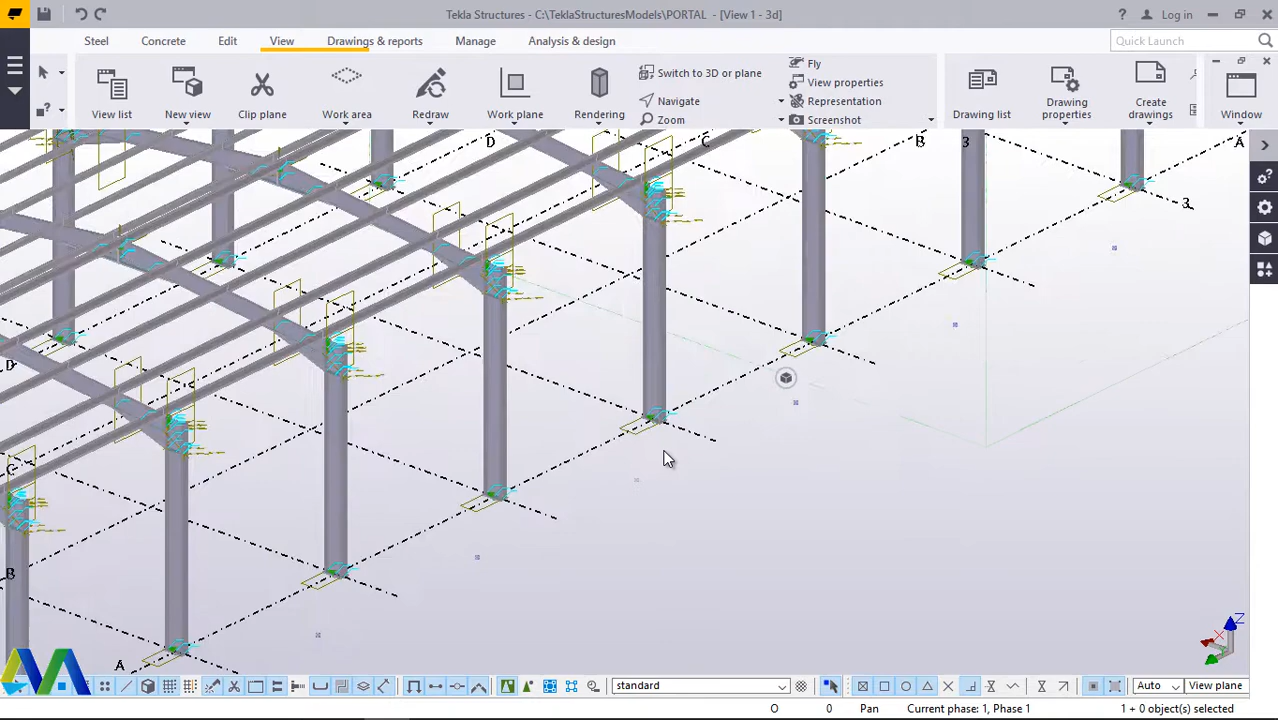 Tekla Structures - C:\TeklaStructuresModels\PORTAL - [View 1 - 3d]
? Log in
Steel Concrete Edit View Drawings & reports Manage Analysis & design
Quick Launch
View list New view Clip plane Work area Redraw Work plane Rendering
Switch to 3D or plane
Navigate
Zoom
Fly
View properties
Representation
Screenshot
Drawing list Drawing properties Create drawings Window
D C B 3 A
3
D
C
B
A
Z
standard Auto View plane
O 0 Pan Current phase: 1, Phase 1 1 + 0 object(s) selected